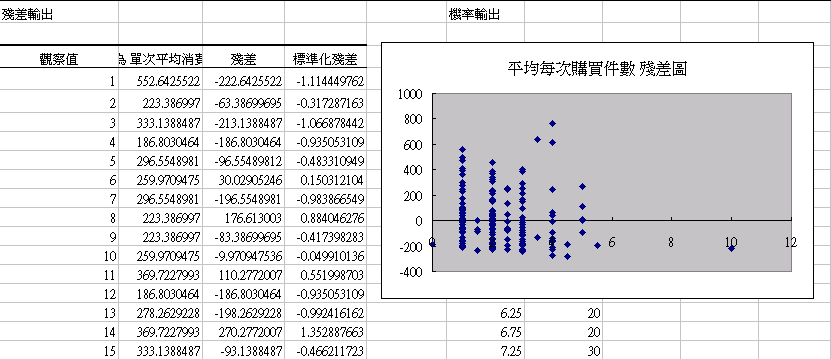 殘差輸出 機率輸出
觀察值 為 單次平均消費 殘差 標準化殘差
1 552.6425522 -222.6425522 -1.114449762
2 223.386997 -63.38699695 -0.317287163
3 333.1388487 -213.1388487 -1.066878442
4 186.8030464 -186.8030464 -0.935053109
5 296.5548981 -96.55489812 -0.483310949
6 259.9709475 30.02905246 0.150312104
7 296.5548981 -196.5548981 -0.983866549
8 223.386997 176.613003 0.884046276
9 223.386997 -83.38699695 -0.417398283
10 259.9709475 -9.970947536 -0.049910136
11 369.7227993 110.2772007 0.551998703
12 186.8030464 -186.8030464 -0.935053109
13 278.2629228 -198.2629228 -0.992416162
14 369.7227993 270.2772007 1.352887663
15 333.1388487 -93.1388487 -0.466211723
平均每次購買件數 殘差圖
1000
800
600
400
200
0
-200
-400
0 6 8 10 12
6.25 20
6.75 20
7.25 30